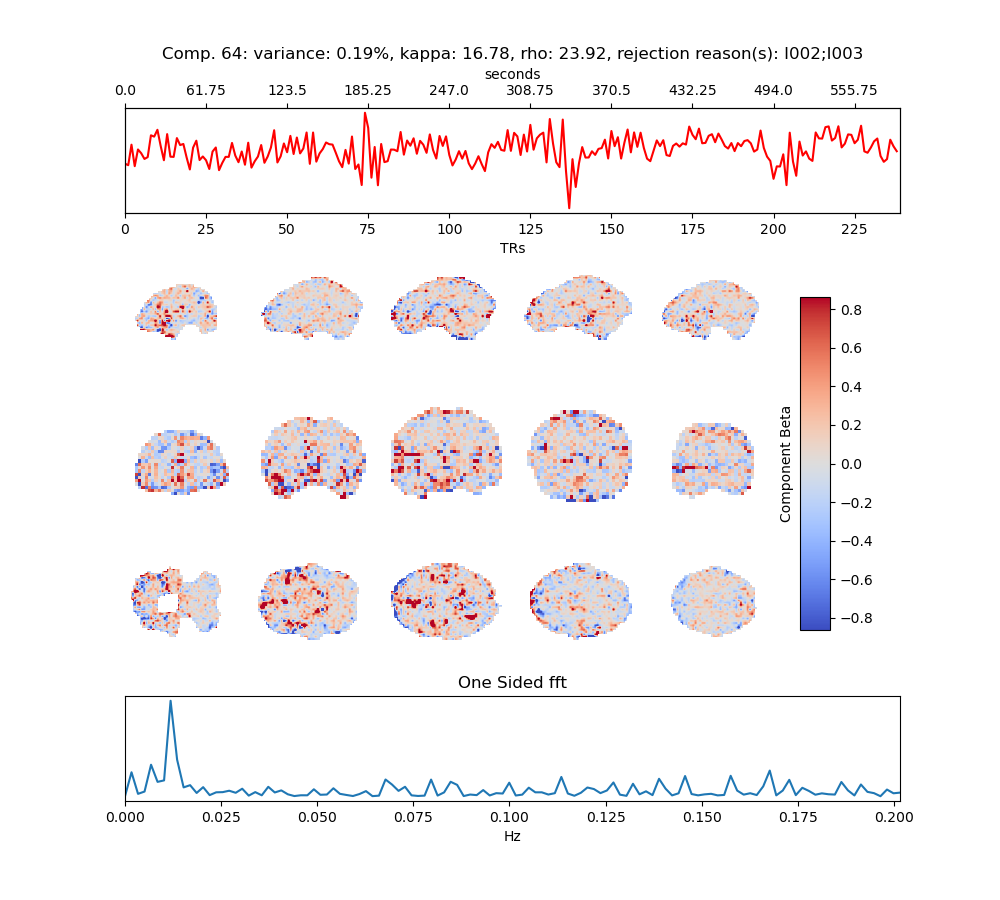 Comp. 64: variance: 0.19%, kappa: 16.78, rho: 23.92, rejection reason(s): I002;I003
seconds
0.0 61.75 123.5 185.25 247.0 308.75 370.5 432.25 494.0 555.75
0 25 50 75 100 125 150 175 200 225
TRs
0.8
0.6
0.4
0.2
0.0
−0.2
−0.4
−0.6
−0.8
Component Beta
One Sided fft
0.000 0.025 0.050 0.075 0.100 0.125 0.150 0.175 0.200
Hz